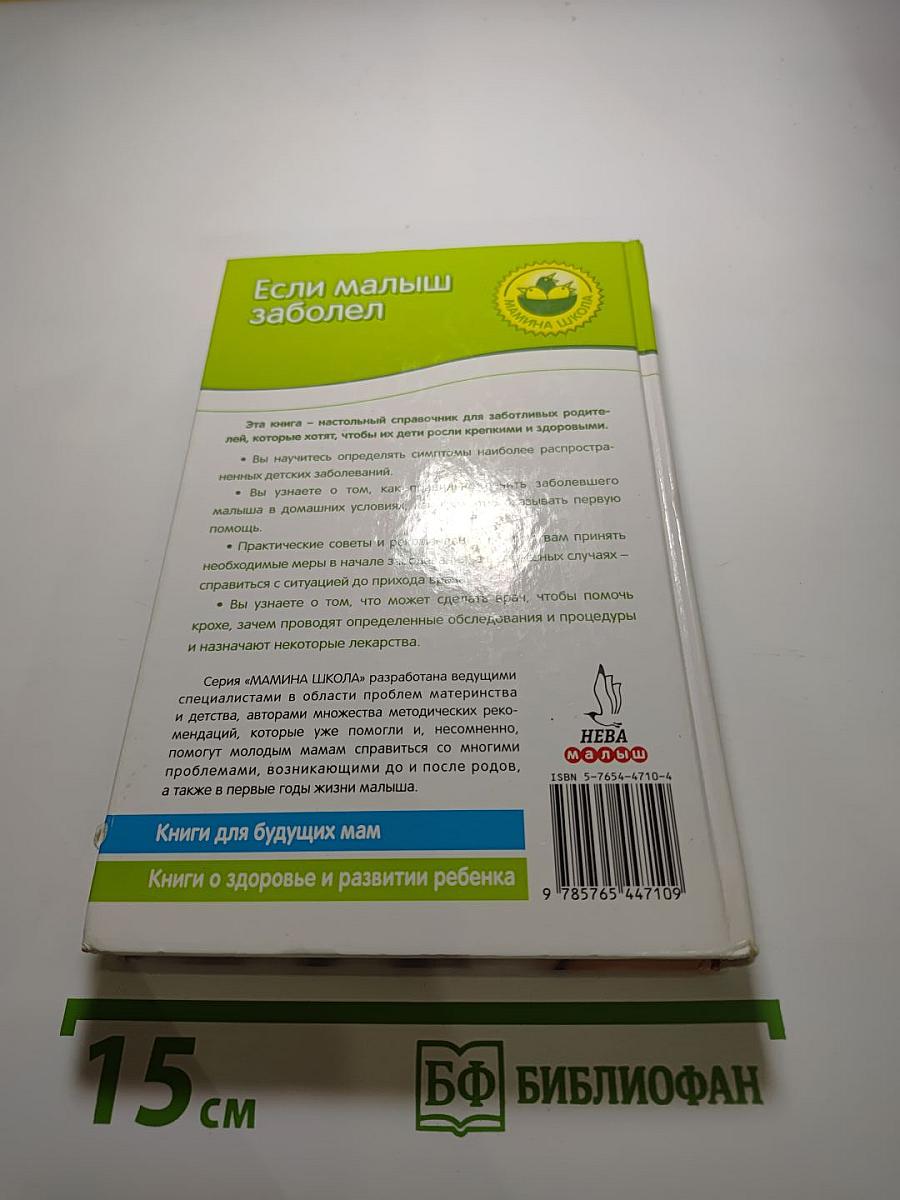 Если малыш
заболел
МАМИНА ШКОЛА
Эта книга – настольный справочник для заботливых родите-
лей, которые хотят, чтобы их дети росли крепкими и здоровыми.
• Вы научитесь определять симптомы наиболее распростра-
ненных детских заболеваний.
• Вы узнаете о том, как заболевшего
малыша в домашних условиях, первую
помощь.
• Практические советы и вам принять
необходимые меры в начале случаях –
справиться с ситуацией до прихода
• Вы узнаете о том, что может сделать врач, чтобы помочь
крохе, зачем проводят определенные обследования и процедуры
и назначают некоторые лекарства.
Серия «МАМИНА ШКОЛА» разработана ведущими
специалистами в области проблем материнства
и детства, авторами множества методических реко-
мендаций, которые уже помогли и, несомненно,
помогут молодым мамам справиться со многими
проблемами, возникающими до и после родов,
а также в первые годы жизни малыша.
НЕВА
малыш
ISBN 5-7654-4710-4
9 785765 447109
Книги для будущих мам
Книги о здоровье и развитии ребенка
15 см
БФ БИБЛИОФАН